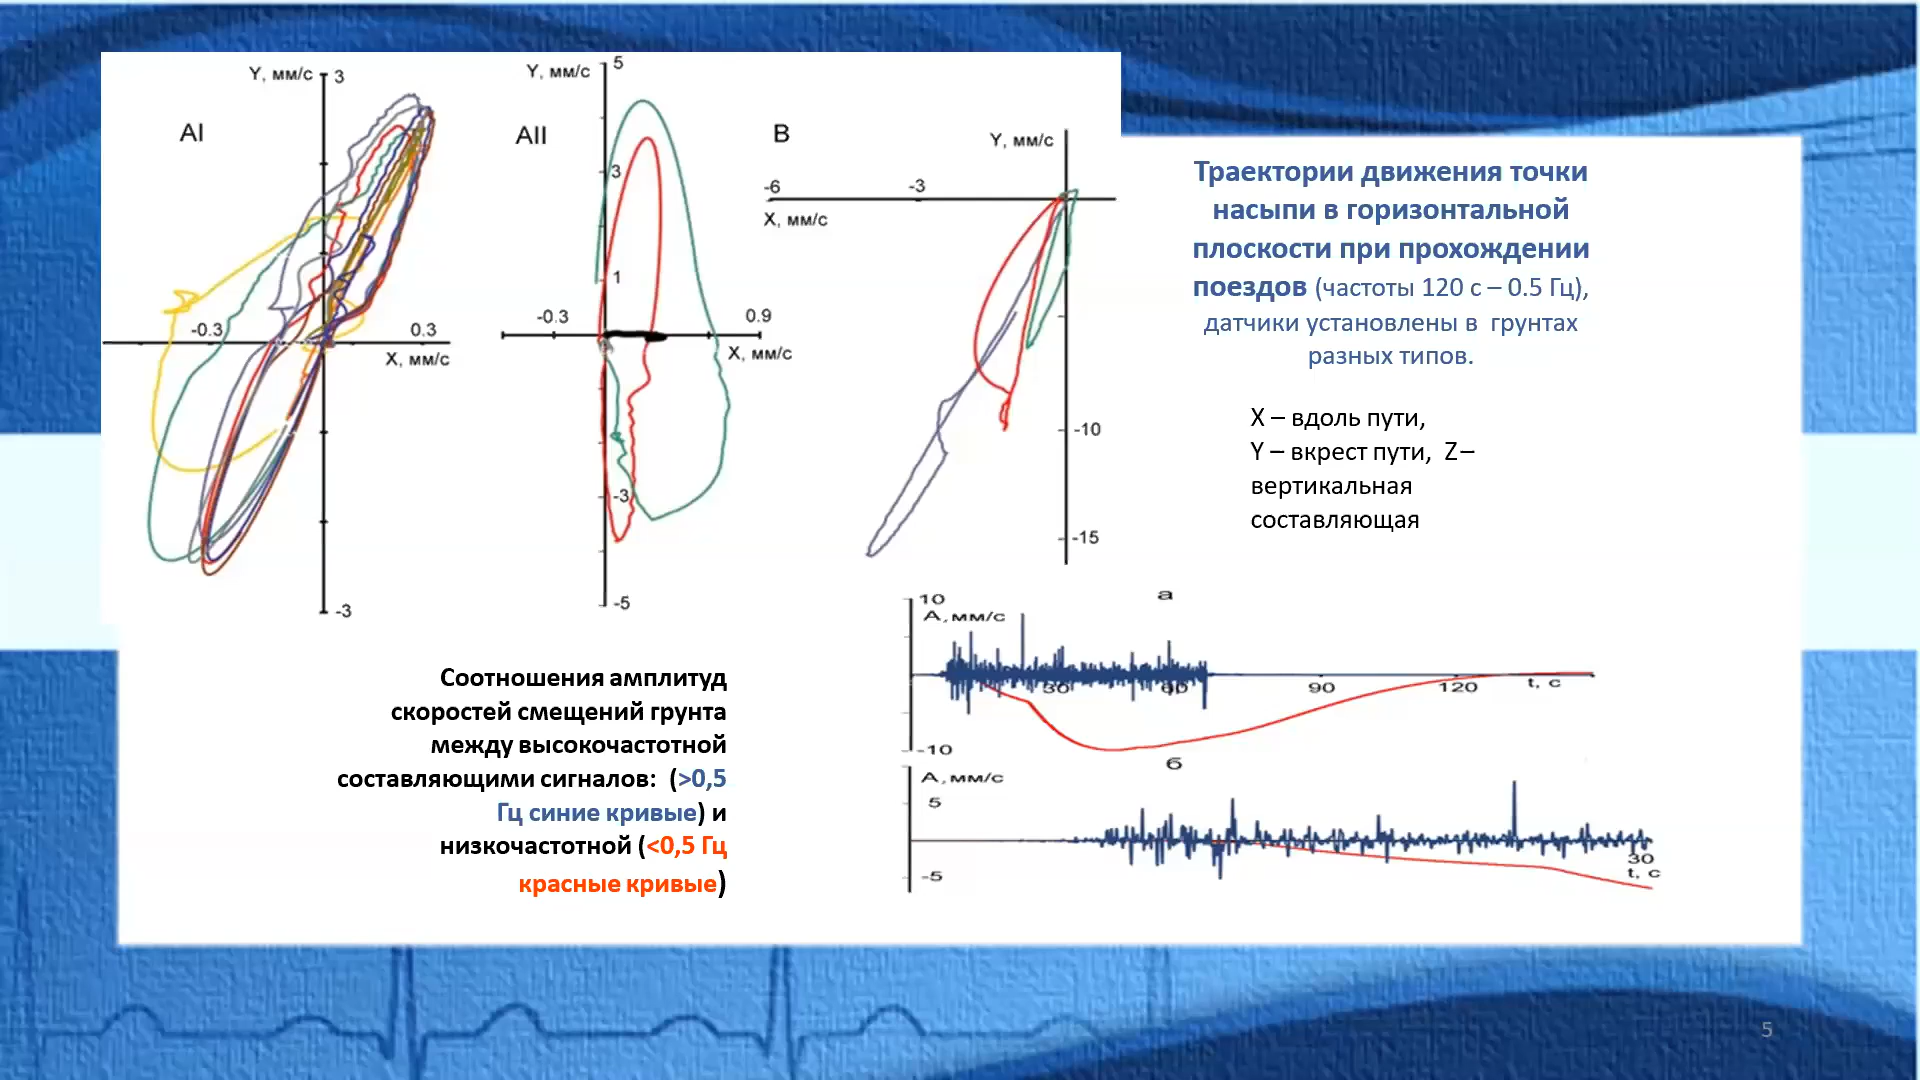 Y, мм/с 3
AI
-0.3
0.3
X, мм/с
-3
Y, мм/с 5
AII
3
1
-0.3
0.9
X, мм/с
-3
-5
B
Y, мм/с
-6
-3
X, мм/с
-10
-15
Траектории движения точки
насыпи в горизонтальной
плоскости при прохождении
поездов (частоты 120 с – 0.5 Гц),
датчики установлены в грунтах
разных типов.
X – вдоль пути,
Y – вкрест пути, Z–
вертикальная
составляющая
Соотношения амплитуд
скоростей смещений грунта
между высокочастотной
составляющими сигналов: (>0,5
Гц синие кривые) и
низкочастотной (<0,5 Гц
красные кривые)
а
10
А,мм/с
30
60
90
120
t, с
-10
б
А,мм/с
5
-5
30
t, с
5